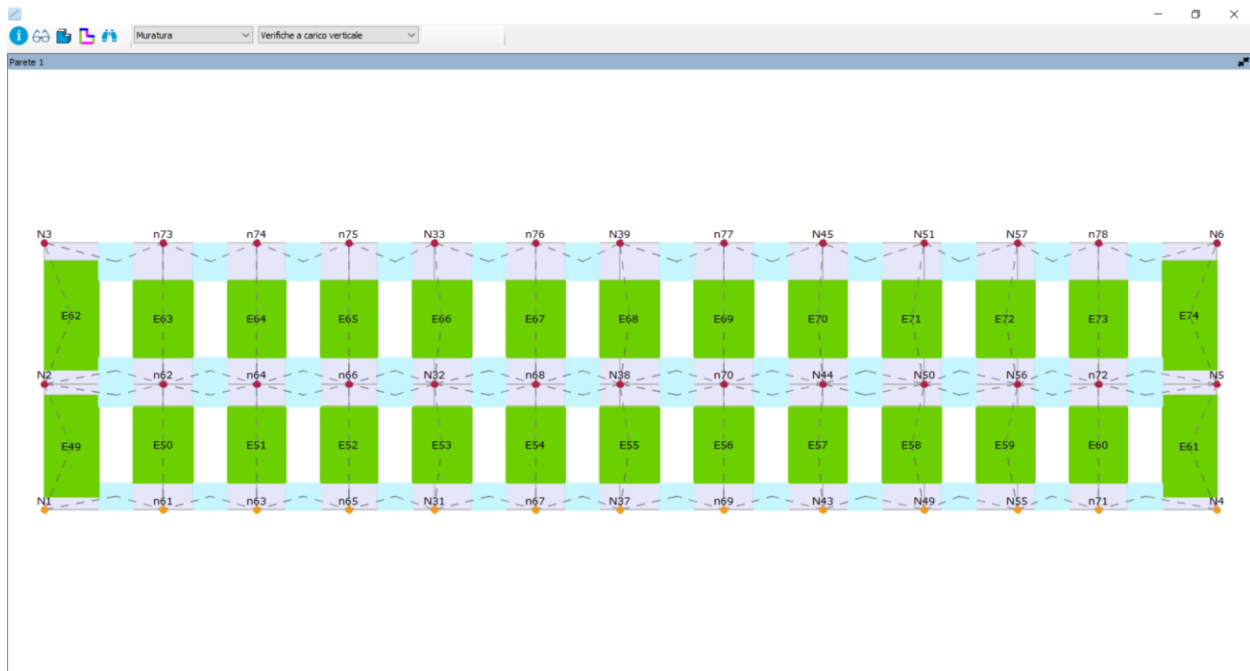 Muratura Verifiche a carico verticale
Parete 1
N3 n73 n74 n75 N33 n76 N39 n77 N45 N51 N57 n78 N6
E62 E63 E64 E65 E66 E67 E68 E69 E70 E71 E72 E73 E74
N2 n62 n64 n66 N32 n68 N38 n70 N44 N50 N56 n72 N5
E49 E50 E51 E52 E53 E54 E55 E56 E57 E58 E59 E60 E61
N1 n61 n63 n65 N31 n67 N37 n69 N43 N49 N55 n71 N4